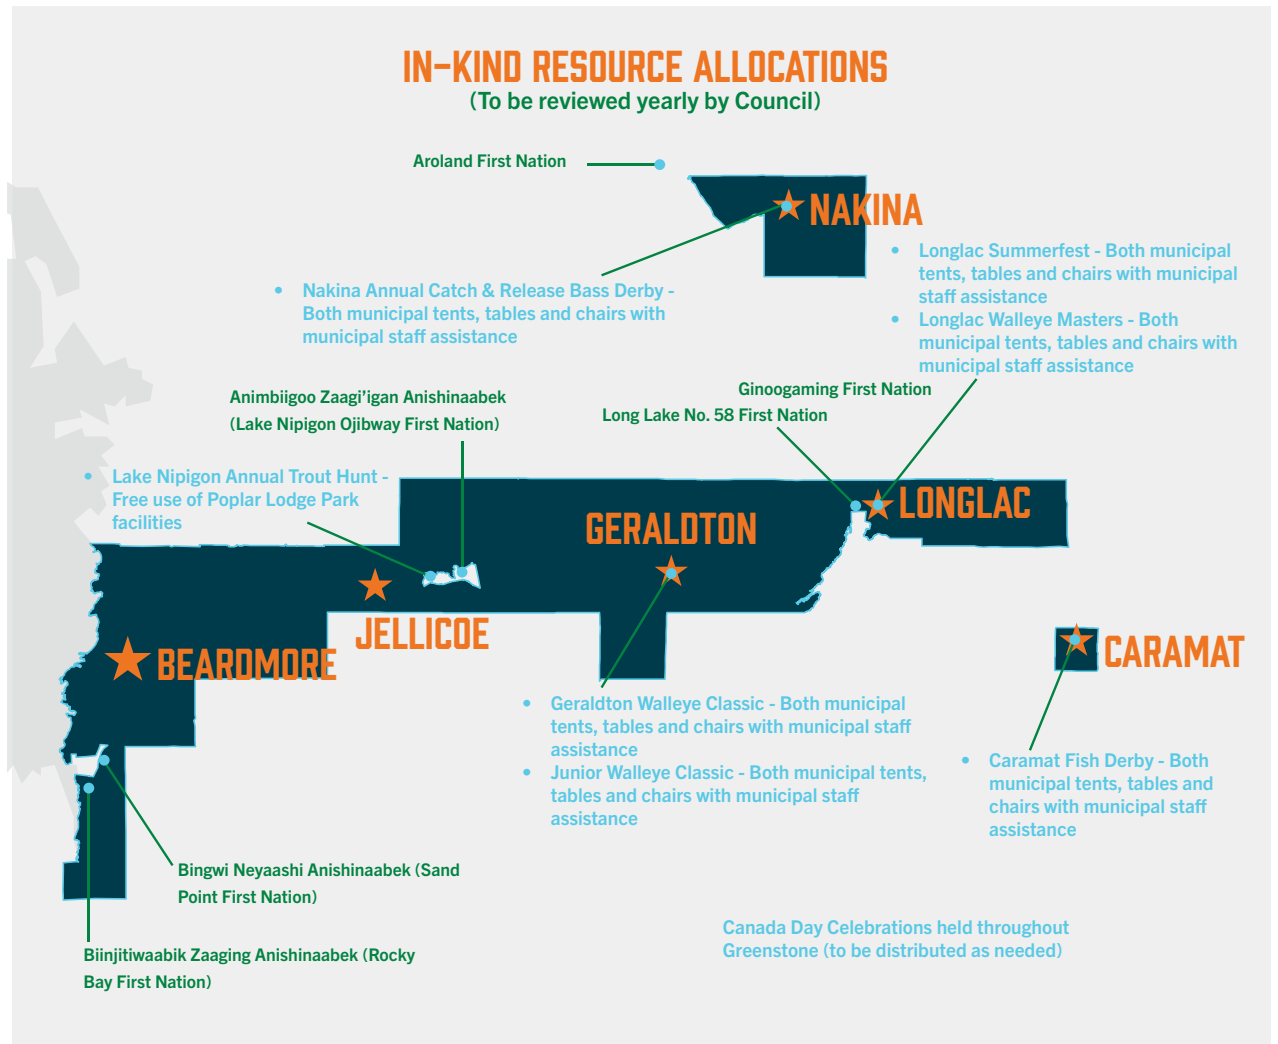 IN-KIND RESOURCE ALLOCATIONS
(To be reviewed yearly by Council)
Aroland First Nation
NAKINA
• Nakina Annual Catch & Release Bass Derby -
Both municipal tents, tables and chairs with
municipal staff assistance
• Longlac Summerfest - Both municipal
tents, tables and chairs with municipal
staff assistance
• Longlac Walleye Masters - Both
municipal tents, tables and chairs with
municipal staff assistance
Animbiigoo Zaagi'igan Anishinaabek
(Lake Nipigon Ojibway First Nation)
Ginoogaming First Nation
Long Lake No. 58 First Nation
• Lake Nipigon Annual Trout Hunt -
Free use of Poplar Lodge Park
facilities
LONGLAC
GERALDTON
JELLICOE
BEARDMORE
CARAMAT
• Geraldton Walleye Classic - Both municipal
tents, tables and chairs with municipal staff
assistance
• Junior Walleye Classic - Both municipal tents,
tables and chairs with municipal staff
assistance
• Caramat Fish Derby - Both
municipal tents, tables and
chairs with municipal staff
assistance
Bingwi Neyaashi Anishinaabek (Sand
Point First Nation)
Biinjitiwaabik Zaaging Anishinaabek (Rocky
Bay First Nation)
Canada Day Celebrations held throughout
Greenstone (to be distributed as needed)